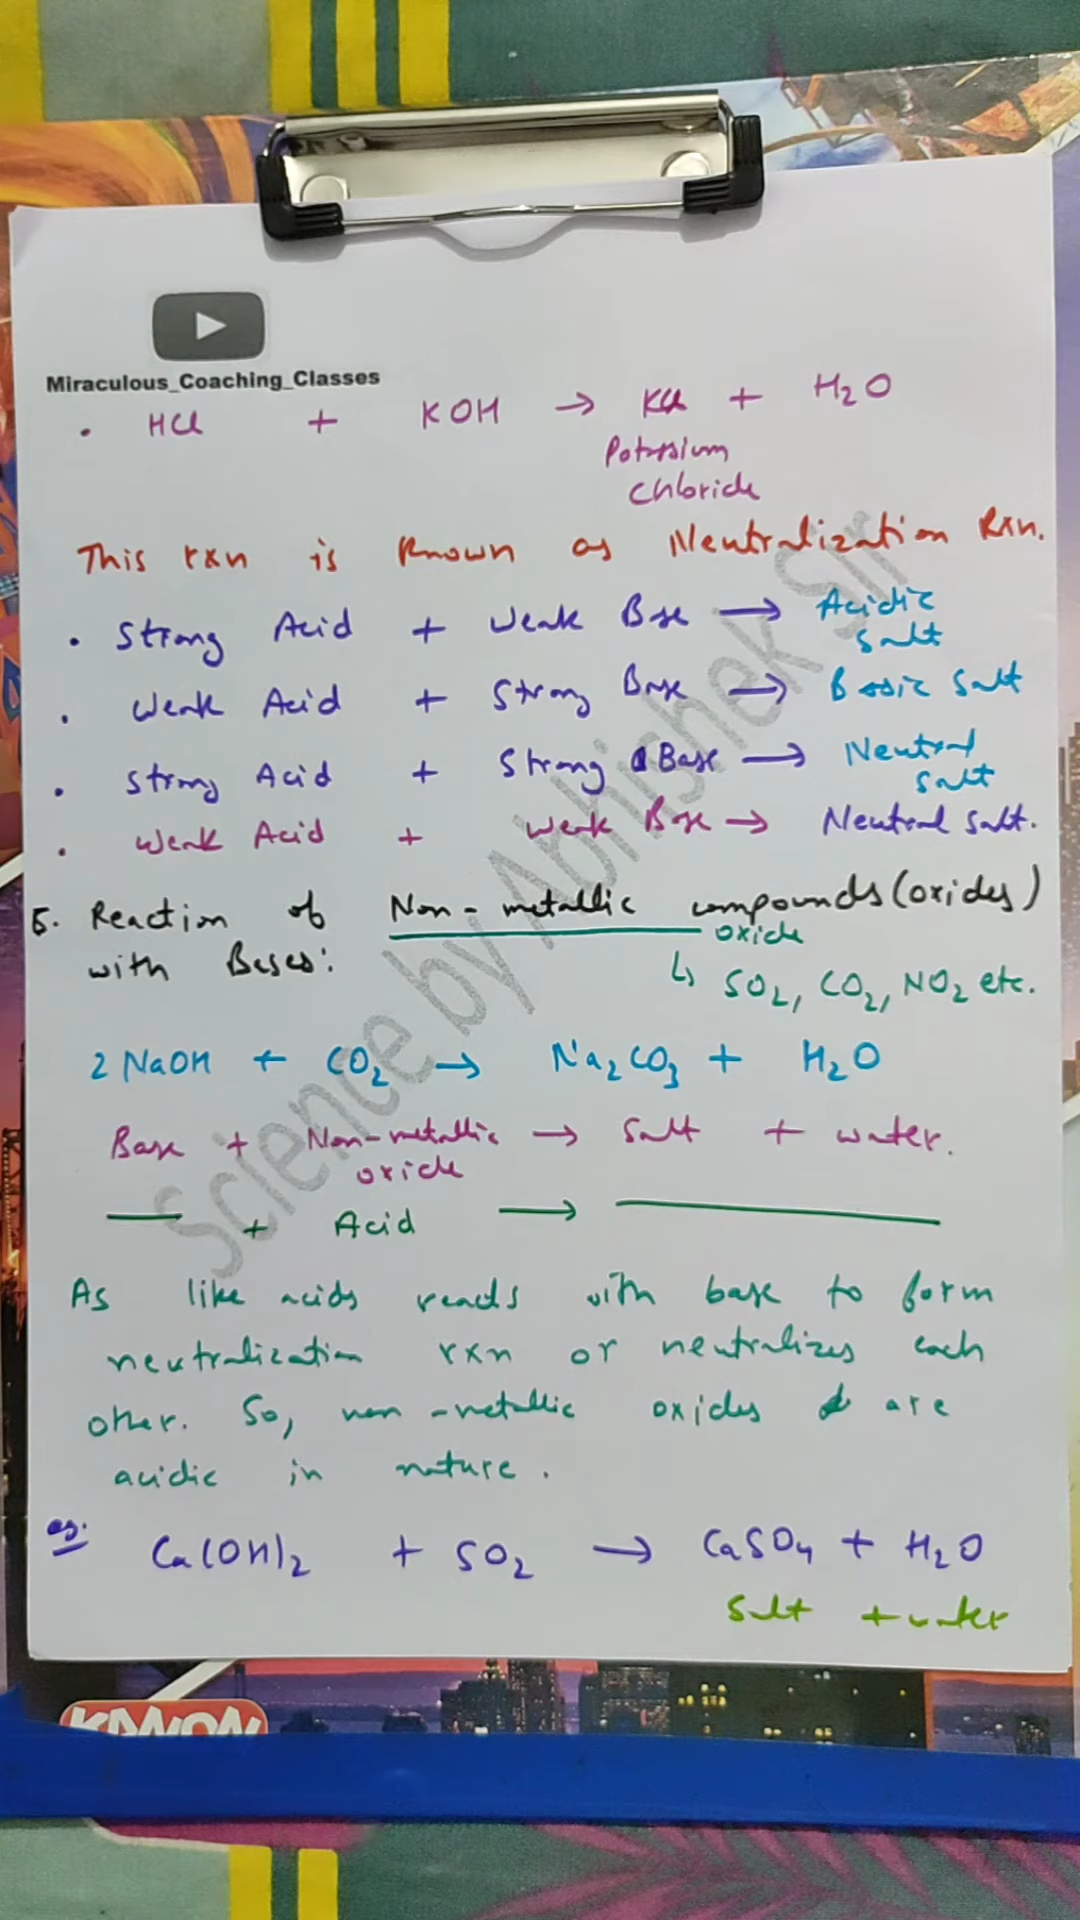 Miraculous_Coaching_Classes
. HCl + KOH → KCl + H₂O
Potassium
Chloride
This rxn is known as Neutralization Rxn.
. Strong Acid + Weak Base → Acidic
Salt
. Weak Acid + Strong Base → Basic Salt
. Strong Acid + Strong Base → Neutral
Salt
. Weak Acid + Weak Base → Neutral Salt.
5. Reaction of Non-metallic compounds (oxides)
with Bases:
oxide
↳ SO₂, CO₂, NO₂ etc.
2NaOH + CO₂ → Na₂CO₃ + H₂O
Base + Non-metallic → Salt + water.
oxide
+ Acid →
As like acids reacts with base to form
neutralization rxn or neutralizes each
other. So, non-metallic oxides are
acidic in nature.
eg. Ca(OH)₂ + SO₂ → CaSO₄ + H₂O
Salt + water
Science by Abhishek Sir